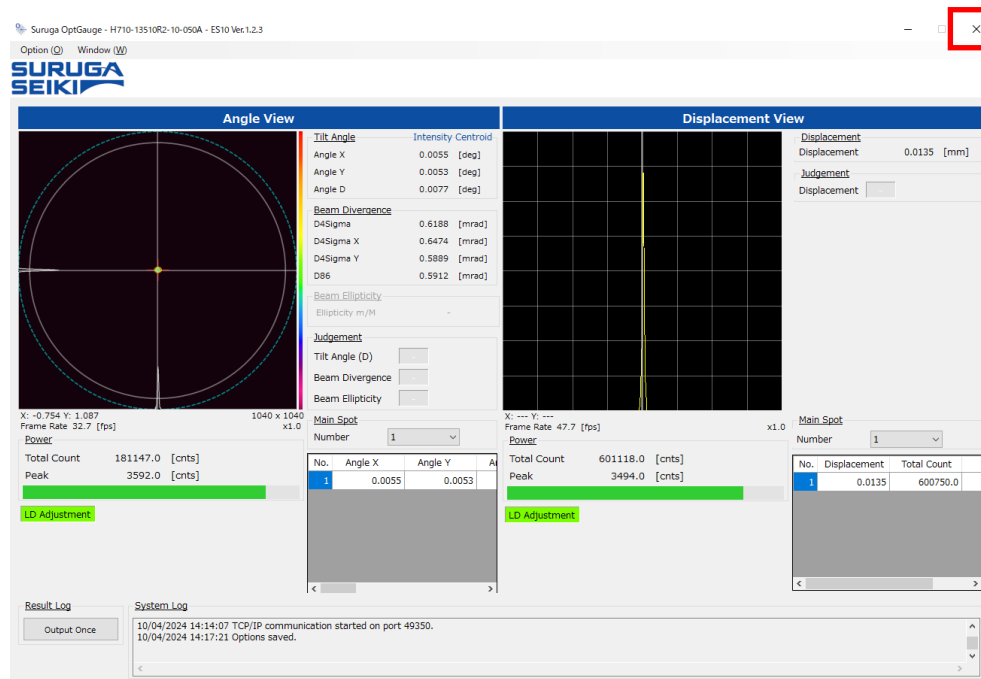 Suruga OptGauge - H710-13510R2-10-050A - ES10 Ver.1.2.3
Option (O) Window (W)
SURUGA
SEIKI
Angle View
Tilt Angle Intensity Centroid
Angle X 0.0055 [deg]
Angle Y 0.0053 [deg]
Angle D 0.0077 [deg]
Beam Divergence
D4Sigma 0.6188 [mrad]
D4Sigma X 0.6474 [mrad]
D4Sigma Y 0.5889 [mrad]
D86 0.5912 [mrad]
Beam Ellipticity
Ellipticity m/M -
Judgement
Tilt Angle (D) -
Beam Divergence -
Beam Ellipticity -
X: -0.754 Y: 1.087 1040 x 1040
Frame Rate 32.7 [fps] x1.0
Power
Total Count 181147.0 [cnts]
Peak 3592.0 [cnts]
LD Adjustment
Main Spot
Number 1
No. Angle X Angle Y A
1 0.0055 0.0053
Displacement View
Displacement
Displacement 0.0135 [mm]
Judgement
Displacement -
X: --- Y: ---
Frame Rate 47.7 [fps] x1.0
Power
Total Count 601118.0 [cnts]
Peak 3494.0 [cnts]
LD Adjustment
Main Spot
Number 1
No. Displacement Total Count
1 0.0135 600750.0
Result Log
Output Once
System Log
10/04/2024 14:14:07 TCP/IP communication started on port 49350.
10/04/2024 14:17:21 Options saved.